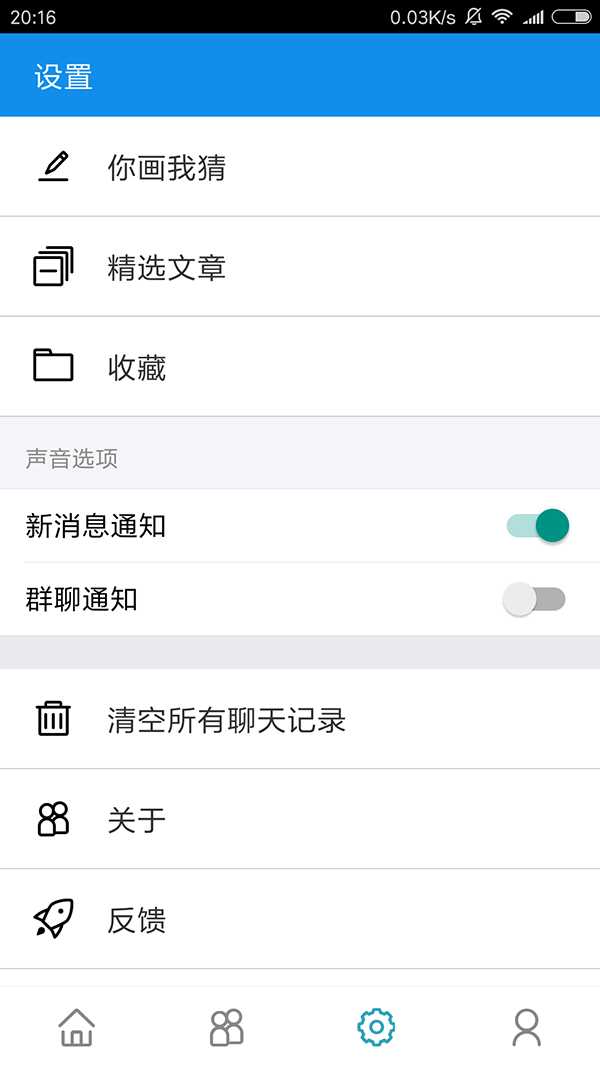 20:16
0.03K/s
设置
你画我猜
精选文章
收藏
声音选项
新消息通知
群聊通知
清空所有聊天记录
关于
反馈